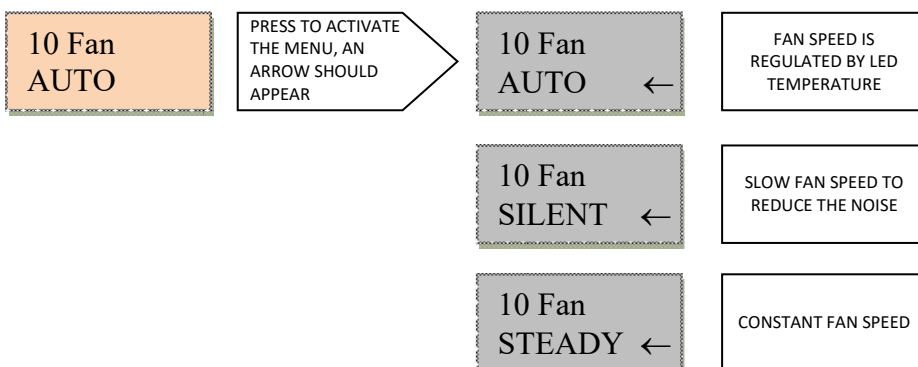 10 Fan
AUTO
PRESS TO ACTIVATE
THE MENU, AN
ARROW SHOULD
APPEAR
10 Fan
AUTO ←
FAN SPEED IS
REGULATED BY LED
TEMPERATURE
10 Fan
SILENT ←
SLOW FAN SPEED TO
REDUCE THE NOISE
10 Fan
STEADY ←
CONSTANT FAN SPEED